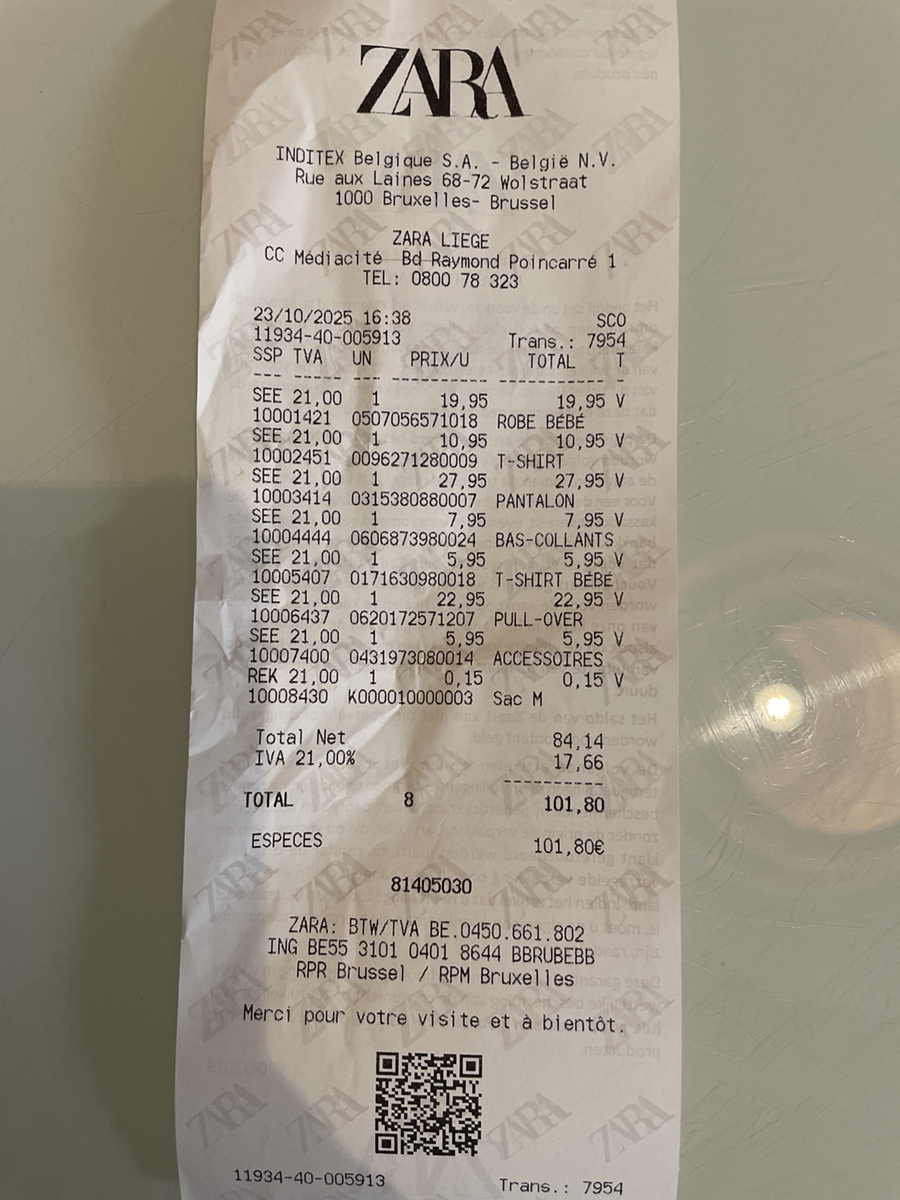 ZARA
INDITEX Belgique S.A. - België N.V.
Rue aux Laines 68-72 Wolstraat
1000 Bruxelles- Brussel
ZARA LIEGE
CC Médiacité Bd Raymond Poincarré 1
TEL: 0800 78 323
23/10/2025 16:38 SCO
11934-40-005913 Trans.: 7954
SSP TVA UN PRIX/U TOTAL T
SEE 21,00 1 19,95 19,95 V
10001421 0507056571018 ROBE BÉBÉ
SEE 21,00 1 10,95 10,95 V
10002451 0096271280009 T-SHIRT
SEE 21,00 1 27,95 27,95 V
10003414 0315380880007 PANTALON
SEE 21,00 1 7,95 7,95 V
10004444 0606873980024 BAS-COLLANTS
SEE 21,00 1 5,95 5,95 V
10005407 0171630980018 T-SHIRT BÉBÉ
SEE 21,00 1 22,95 22,95 V
10006437 0620172571207 PULL-OVER
SEE 21,00 1 5,95 5,95 V
10007400 0431973080014 ACCESSOIRES
REK 21,00 1 0,15 0,15 V
10008430 K000010000003 Sac M
Total Net 84,14
IVA 21,00% 17,66
TOTAL 8 101,80
ESPECES 101,80€
81405030
ZARA: BTW/TVA BE.0450.661.802
ING BE55 3101 0401 8644 BBRUBEBB
RPR Brussel / RPM Bruxelles
Merci pour votre visite et à bientôt.
11934-40-005913 Trans.: 7954